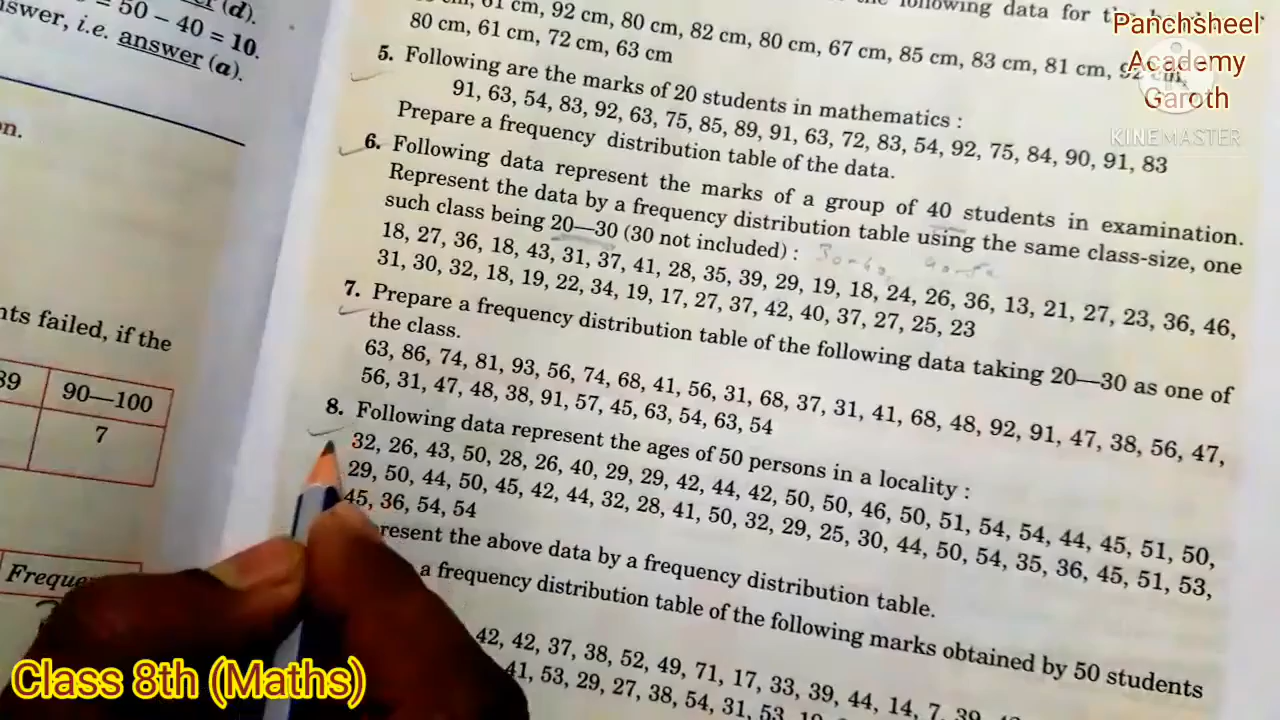 (d).
= 50 – 40 = 10.
answer, i.e. answer (a).
on.
nts failed, if the
89 90—100
7
Freque
following data for
61 cm, 92 cm, 80 cm, 82 cm, 80 cm, 67 cm, 85 cm, 83 cm, 81 cm, 92 cm,
80 cm, 61 cm, 72 cm, 63 cm
5. Following are the marks of 20 students in mathematics :
91, 63, 54, 83, 92, 63, 75, 85, 89, 91, 63, 72, 83, 54, 92, 75, 84, 90, 91, 83
Prepare a frequency distribution table of the data.
6. Following data represent the marks of a group of 40 students in examination.
Represent the data by a frequency distribution table using the same class-size, one
such class being 20—30 (30 not included) :
18, 27, 36, 18, 43, 31, 37, 41, 28, 35, 39, 29, 19, 18, 24, 26, 36, 13, 21, 27, 23, 36, 46,
31, 30, 32, 18, 19, 22, 34, 19, 17, 27, 37, 42, 40, 37, 27, 25, 23
7. Prepare a frequency distribution table of the following data taking 20—30 as one of
the class.
63, 86, 74, 81, 93, 56, 74, 68, 41, 56, 31, 68, 37, 31, 41, 68, 48, 92, 91, 47, 38, 56, 47,
56, 31, 47, 48, 38, 91, 57, 45, 63, 54, 63, 54
8. Following data represent the ages of 50 persons in a locality :
32, 26, 43, 50, 28, 26, 40, 29, 29, 42, 44, 42, 50, 50, 46, 50, 51, 54, 54, 44, 45, 51, 50,
29, 50, 44, 50, 45, 42, 44, 32, 28, 41, 50, 32, 29, 25, 30, 44, 50, 54, 35, 36, 45, 51, 53,
45, 36, 54, 54
present the above data by a frequency distribution table.
a frequency distribution table of the following marks obtained by 50 students
42, 42, 37, 38, 52, 49, 71, 17, 33, 39, 44, 14, 7, 39,
41, 53, 29, 27, 38, 54, 31, 53,
Panchsheel
Academy
Garoth
KINEMASTER
Class 8th (Maths)